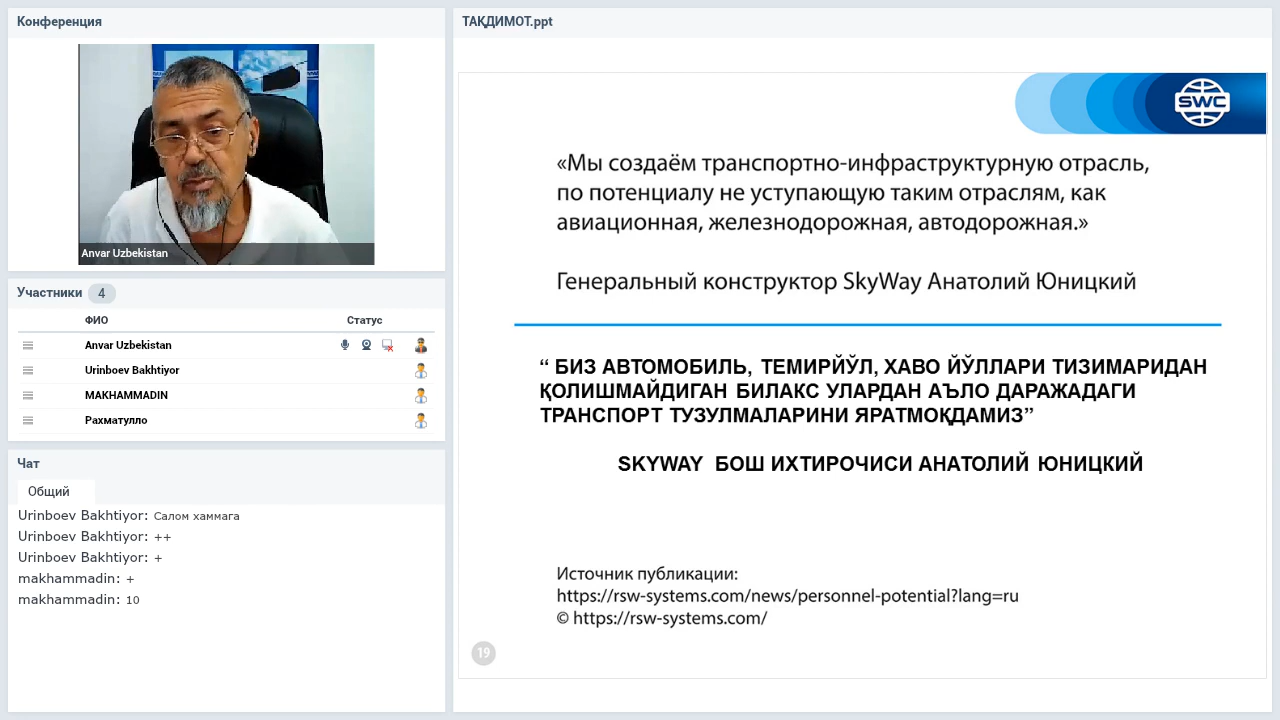 Конференция
Anvar Uzbekistan
Участники 4
ФИО Статус
Anvar Uzbekistan
Urinboev Bakhtiyor
MAKHAMMADIN
Рахматулло
Чат
Общий
Urinboev Bakhtiyor: Салом хаммага
Urinboev Bakhtiyor: ++
Urinboev Bakhtiyor: +
makhammadin: +
makhammadin: 10
ТАҚДИМОТ.ppt
SWC
«Мы создаём транспортно-инфраструктурную отрасль,
по потенциалу не уступающую таким отраслям, как
авиационная, железнодорожная, автодорожная.»
Генеральный конструктор SkyWay Анатолий Юницкий
“ БИЗ АВТОМОБИЛЬ, ТЕМИРЙЎЛ, ХАВО ЙЎЛЛАРИ ТИЗИМАРИДАН
ҚОЛИШМАЙДИГАН БИЛАКС УЛАРДАН АЪЛО ДАРАЖАДАГИ
ТРАНСПОРТ ТУЗУЛМАЛАРИНИ ЯРАТМОҚДАМИЗ”
SKYWAY БОШ ИХТИРОЧИСИ АНАТОЛИЙ ЮНИЦКИЙ
Источник публикации:
https://rsw-systems.com/news/personnel-potential?lang=ru
© https://rsw-systems.com/
19